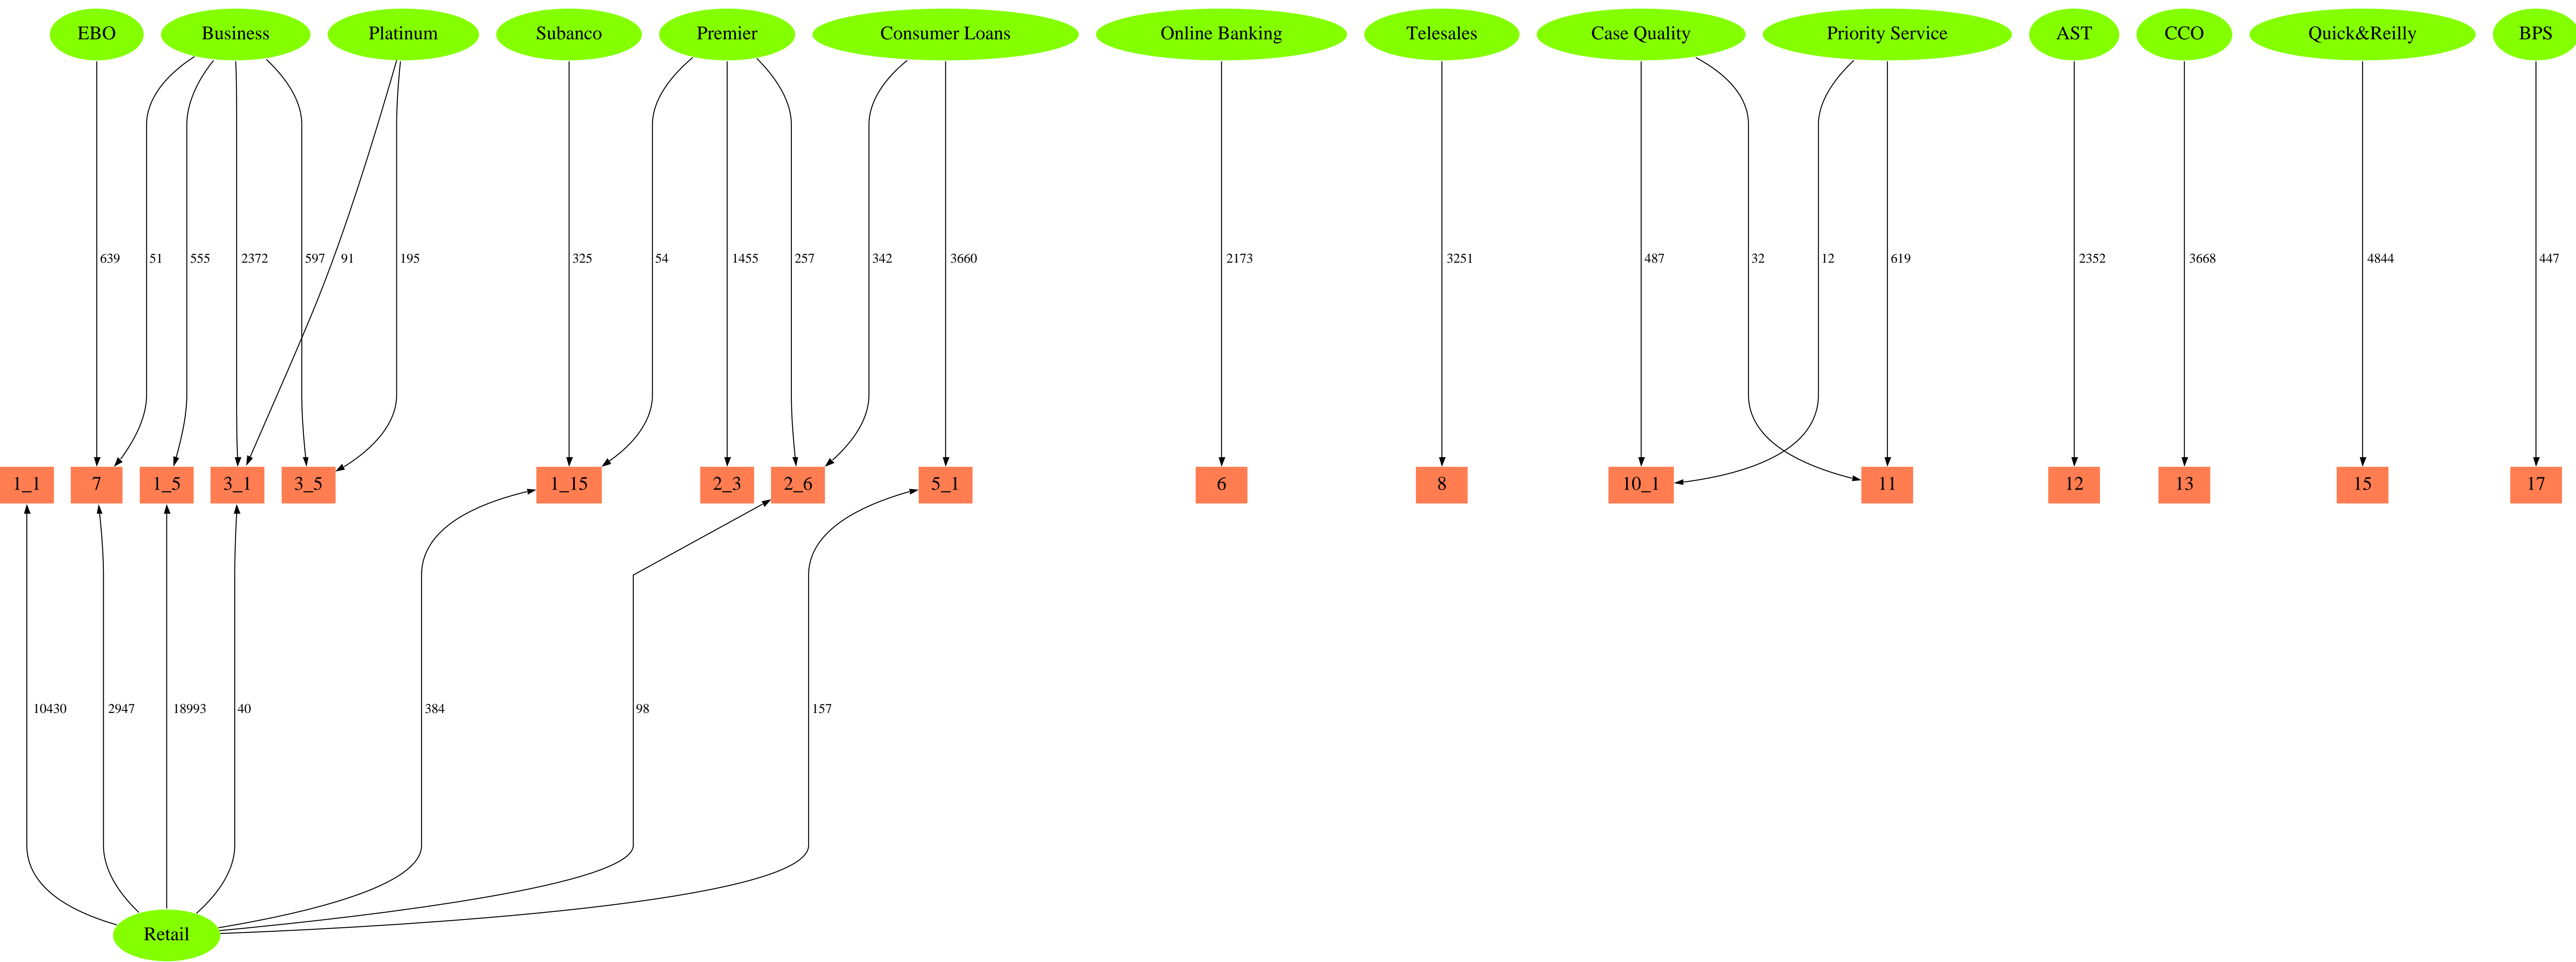 EBO Business Platinum Subanco Premier Consumer Loans Online Banking Telesales Case Quality Priority Service AST CCO Quick&Reilly BPS
639 51 555 2372 597 91 195 325 54 1455 257 342 3660 2173 3251 487 32 12 619 2352 3668 4844 447
1_1 7 1_5 3_1 3_5 1_15 2_3 2_6 5_1 6 8 10_1 11 12 13 15 17
10430 2947 18993 40 384 98 157
Retail